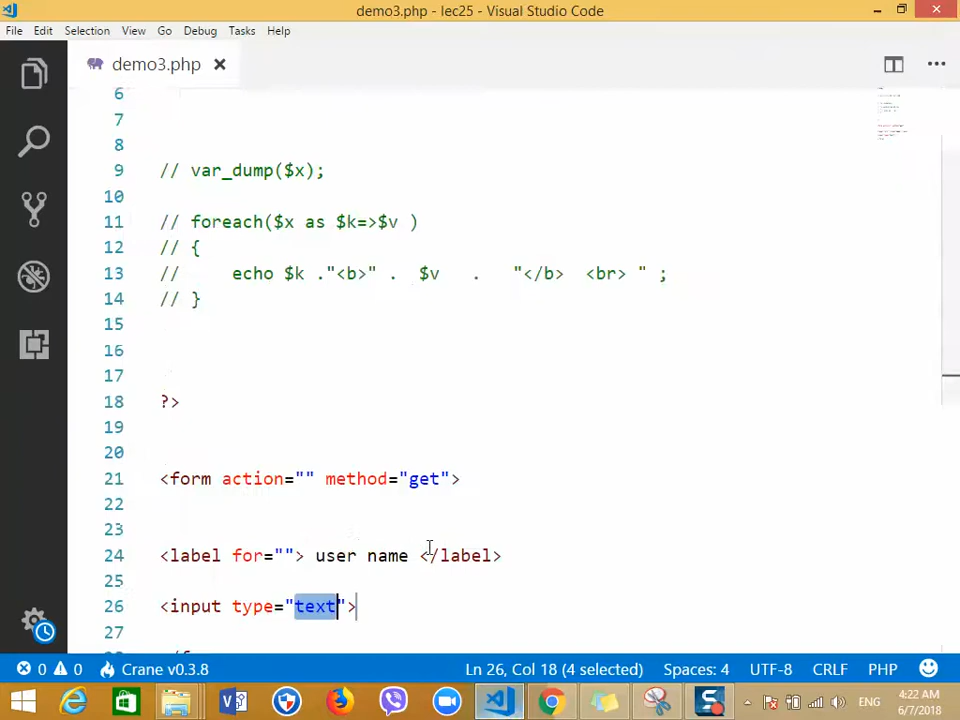 demo3.php - lec25 - Visual Studio Code
File Edit Selection View Go Debug Tasks Help
demo3.php
6
7
8
9 // var_dump($x);
10
11 // foreach($x as $k=>$v )
12 // {
13 // echo $k ."<b>" . $v . "</b> <br> " ;
14 // }
15
16
17
18 ?>
19
20
21 <form action="" method="get">
22
23
24 <label for=""> user name </label>
25
26 <input type="text">
27
0 0 Crane v0.3.8 Ln 26, Col 18 (4 selected) Spaces: 4 UTF-8 CRLF PHP
ENG 4:22 AM
6/7/2018